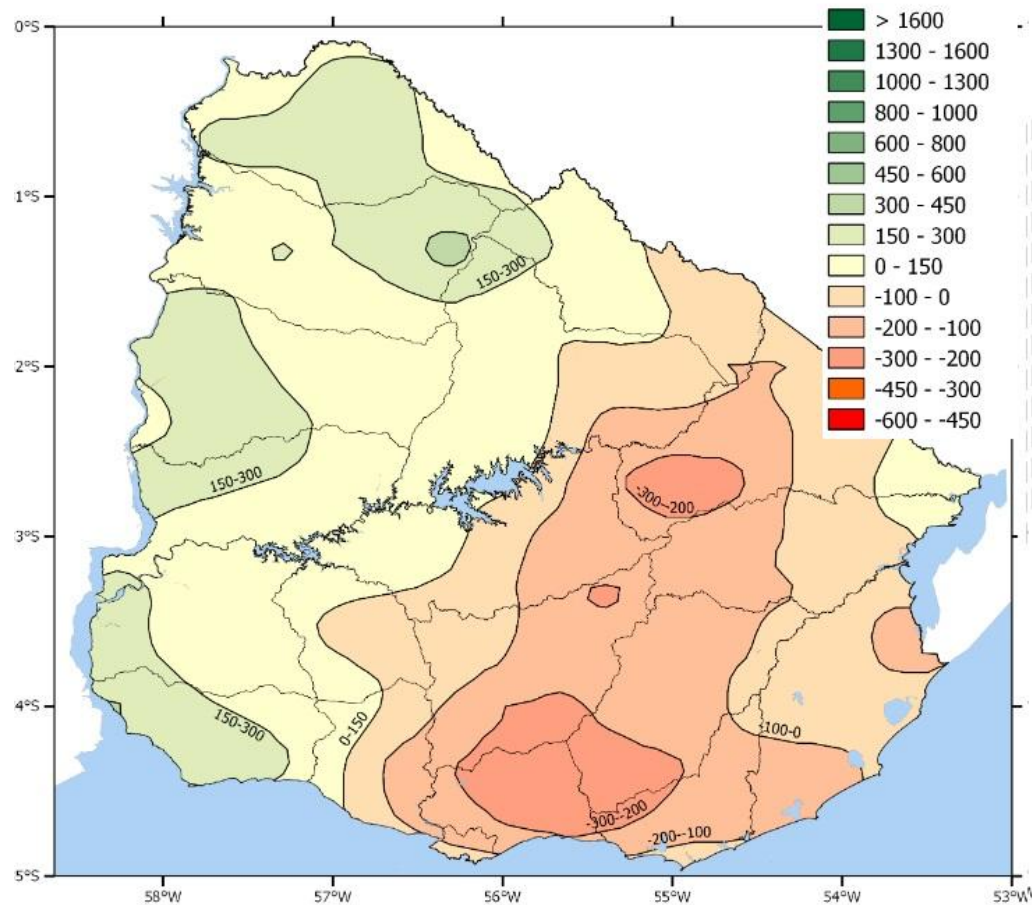 0°S
1°S
2°S
3°S
4°S
5°S
> 1600
1300 - 1600
1000 - 1300
800 - 1000
600 - 800
450 - 600
300 - 450
150 - 300
0 - 150
-100 - 0
-200 - -100
-300 - -200
-450 - -300
-600 - -450
150-300
150-300
-300--200
150-300
0-150
-100-0
-300--200
-200--100
58°W
57°W
56°W
55°W
54°W
53°W